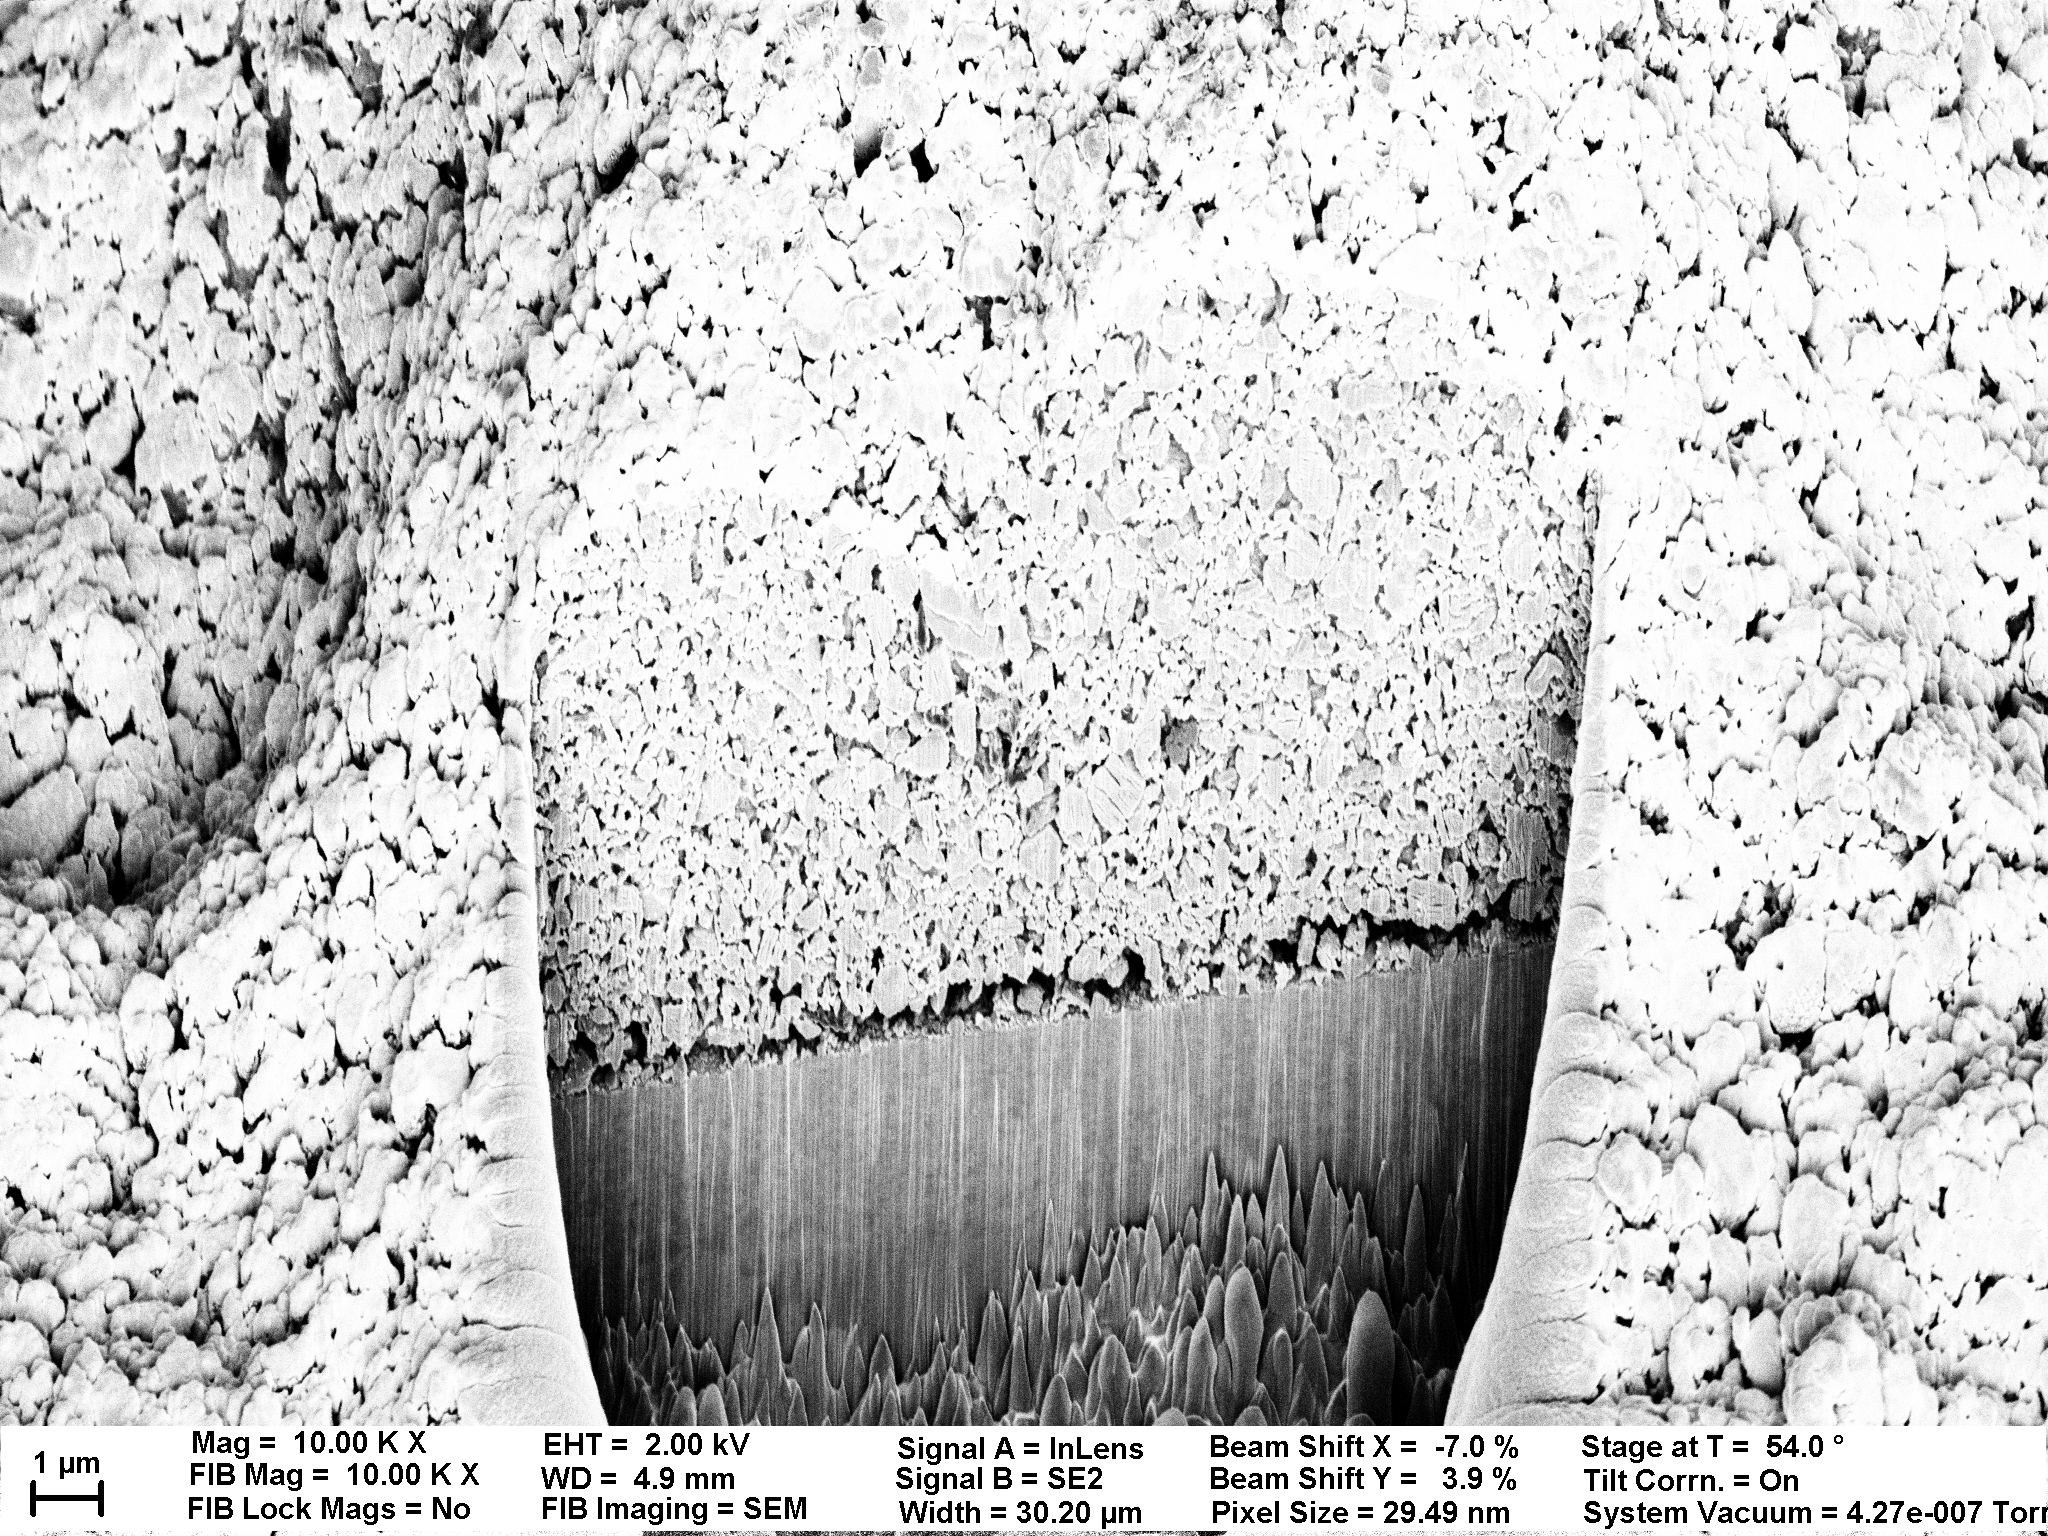 1 µm
Mag = 10.00 K X
FIB Mag = 10.00 K X
FIB Lock Mags = No
EHT = 2.00 kV
WD = 4.9 mm
FIB Imaging = SEM
Signal A = InLens
Signal B = SE2
Width = 30.20 µm
Beam Shift X = -7.0 %
Beam Shift Y = 3.9 %
Pixel Size = 29.49 nm
Stage at T = 54.0 °
Tilt Corrn. = On
System Vacuum = 4.27e-007 Torr